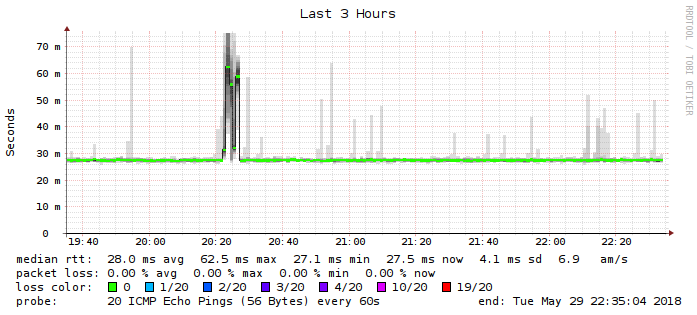 Last 3 Hours
RRDTOOL / TOBI OETIKER
Seconds
70 m
60 m
50 m
40 m
30 m
20 m
10 m
0
19:40 20:00 20:20 20:40 21:00 21:20 21:40 22:00 22:20
median rtt: 28.0 ms avg 62.5 ms max 27.1 ms min 27.5 ms now 4.1 ms sd 6.9 am/s
packet loss: 0.00 % avg 0.00 % max 0.00 % min 0.00 % now
loss color: 0 1/20 2/20 3/20 4/20 10/20 19/20
probe: 20 ICMP Echo Pings (56 Bytes) every 60s end: Tue May 29 22:35:04 2018